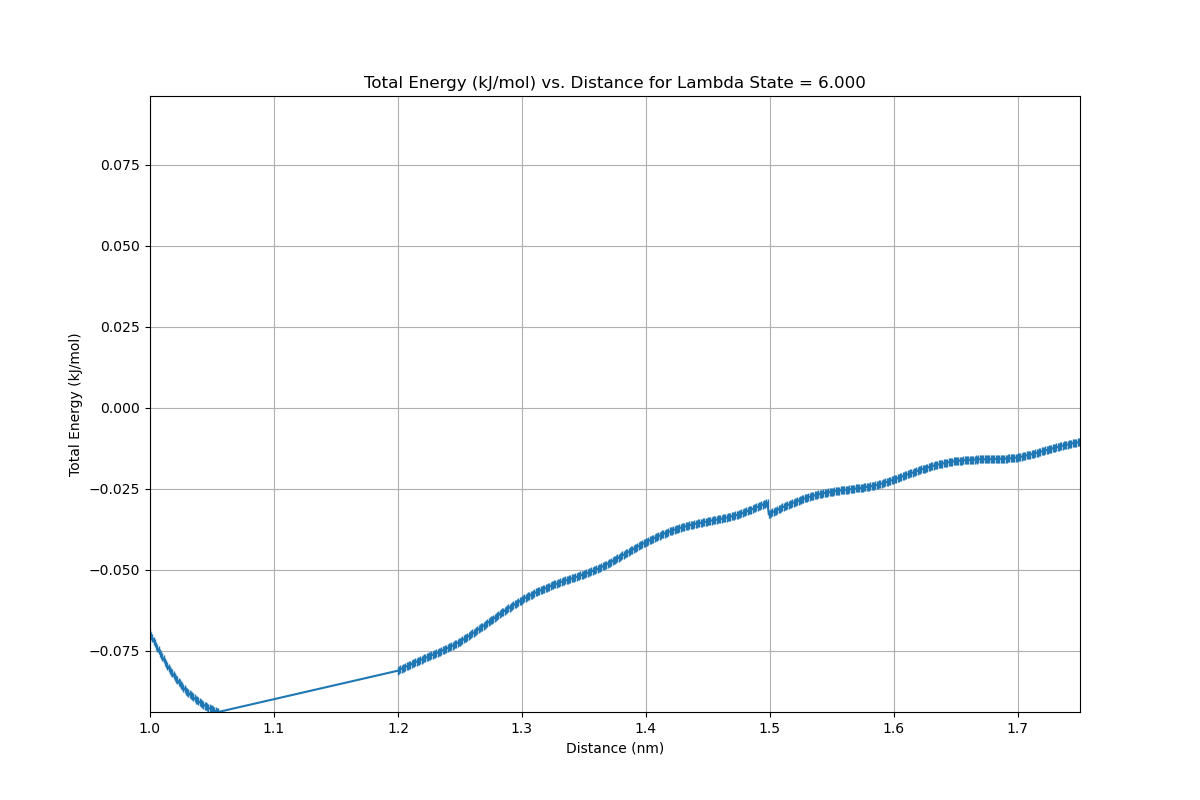 Total Energy (kJ/mol) vs. Distance for Lambda State = 6.000
Total Energy (kJ/mol)
0.075
0.050
0.025
0.000
−0.025
−0.050
−0.075
1.0 1.1 1.2 1.3 1.4 1.5 1.6 1.7
Distance (nm)